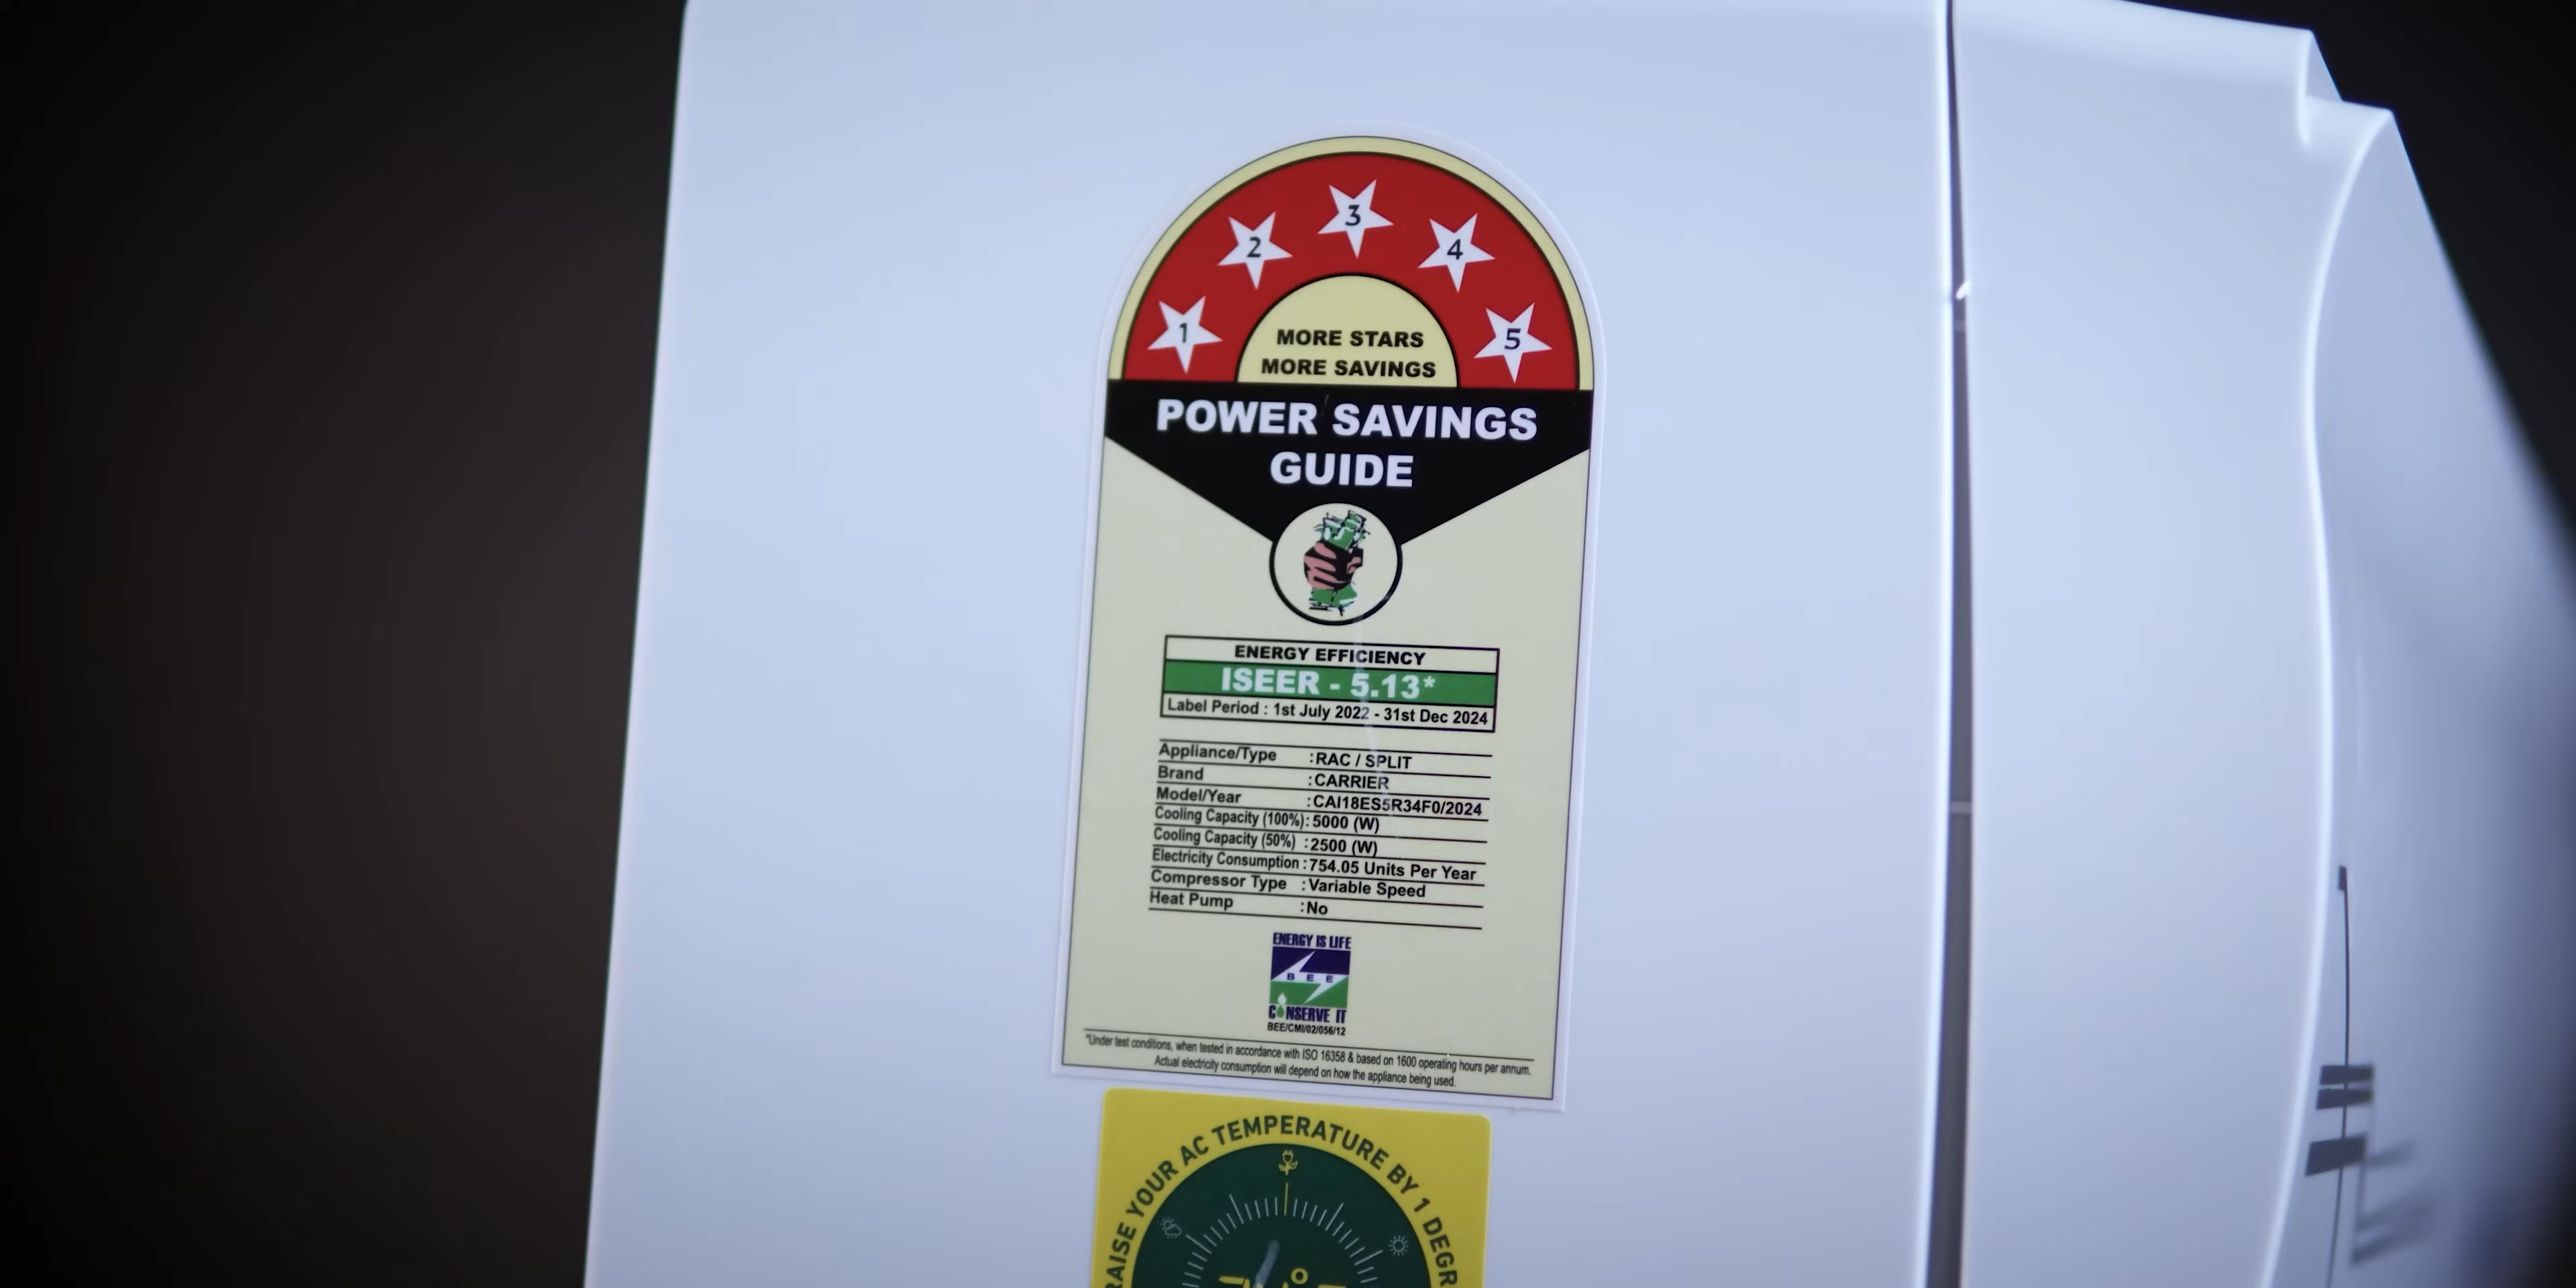 1 2 3 4 5
MORE STARS
MORE SAVINGS
POWER SAVINGS
GUIDE
ENERGY EFFICIENCY
ISEER - 5.13*
Label Period : 1st July 2022 - 31st Dec 2024
Appliance/Type : RAC / SPLIT
Brand : CARRIER
Model/Year : CAI18ES5R34F0/2024
Cooling Capacity (100%) : 5000 (W)
Cooling Capacity (50%) : 2500 (W)
Electricity Consumption : 754.05 Units Per Year
Compressor Type : Variable Speed
Heat Pump : No
ENERGY IS LIFE
BEE
CONSERVE IT
BEE/CMI/02/056/12
*Under test conditions, when tested in accordance with ISO 16358 & based on 1600 operating hours per annum.
Actual electricity consumption will depend on how the appliance being used.
RAISE YOUR AC TEMPERATURE BY 1 DEGR